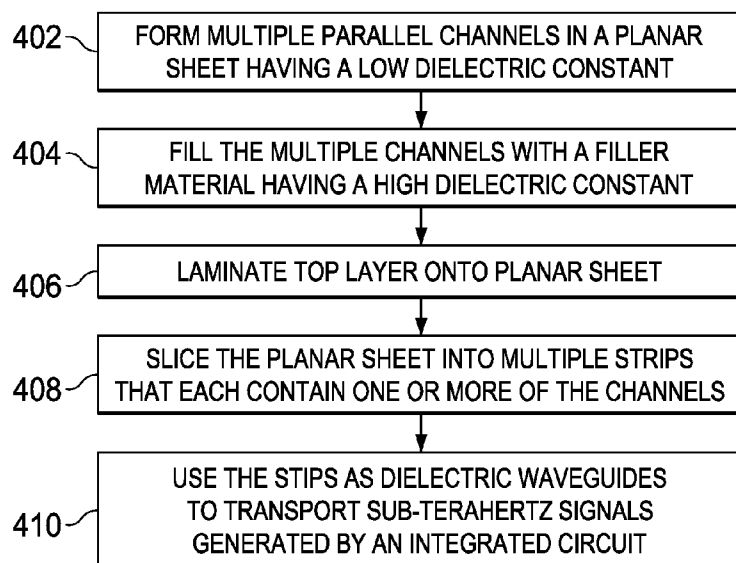 402
FORM MULTIPLE PARALLEL CHANNELS IN A PLANAR
SHEET HAVING A LOW DIELECTRIC CONSTANT
404
FILL THE MULTIPLE CHANNELS WITH A FILLER
MATERIAL HAVING A HIGH DIELECTRIC CONSTANT
406
LAMINATE TOP LAYER ONTO PLANAR SHEET
408
SLICE THE PLANAR SHEET INTO MULTIPLE STRIPS
THAT EACH CONTAIN ONE OR MORE OF THE CHANNELS
410
USE THE STIPS AS DIELECTRIC WAVEGUIDES
TO TRANSPORT SUB-TERAHERTZ SIGNALS
GENERATED BY AN INTEGRATED CIRCUIT